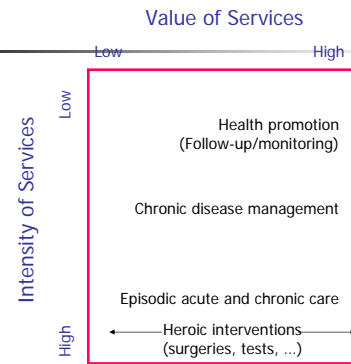 Value of Services
Low High
Intensity of Services
Low
Health promotion
(Follow-up/monitoring)
Chronic disease management
Episodic acute and chronic care
High
Heroic interventions
(surgeries, tests, ...)